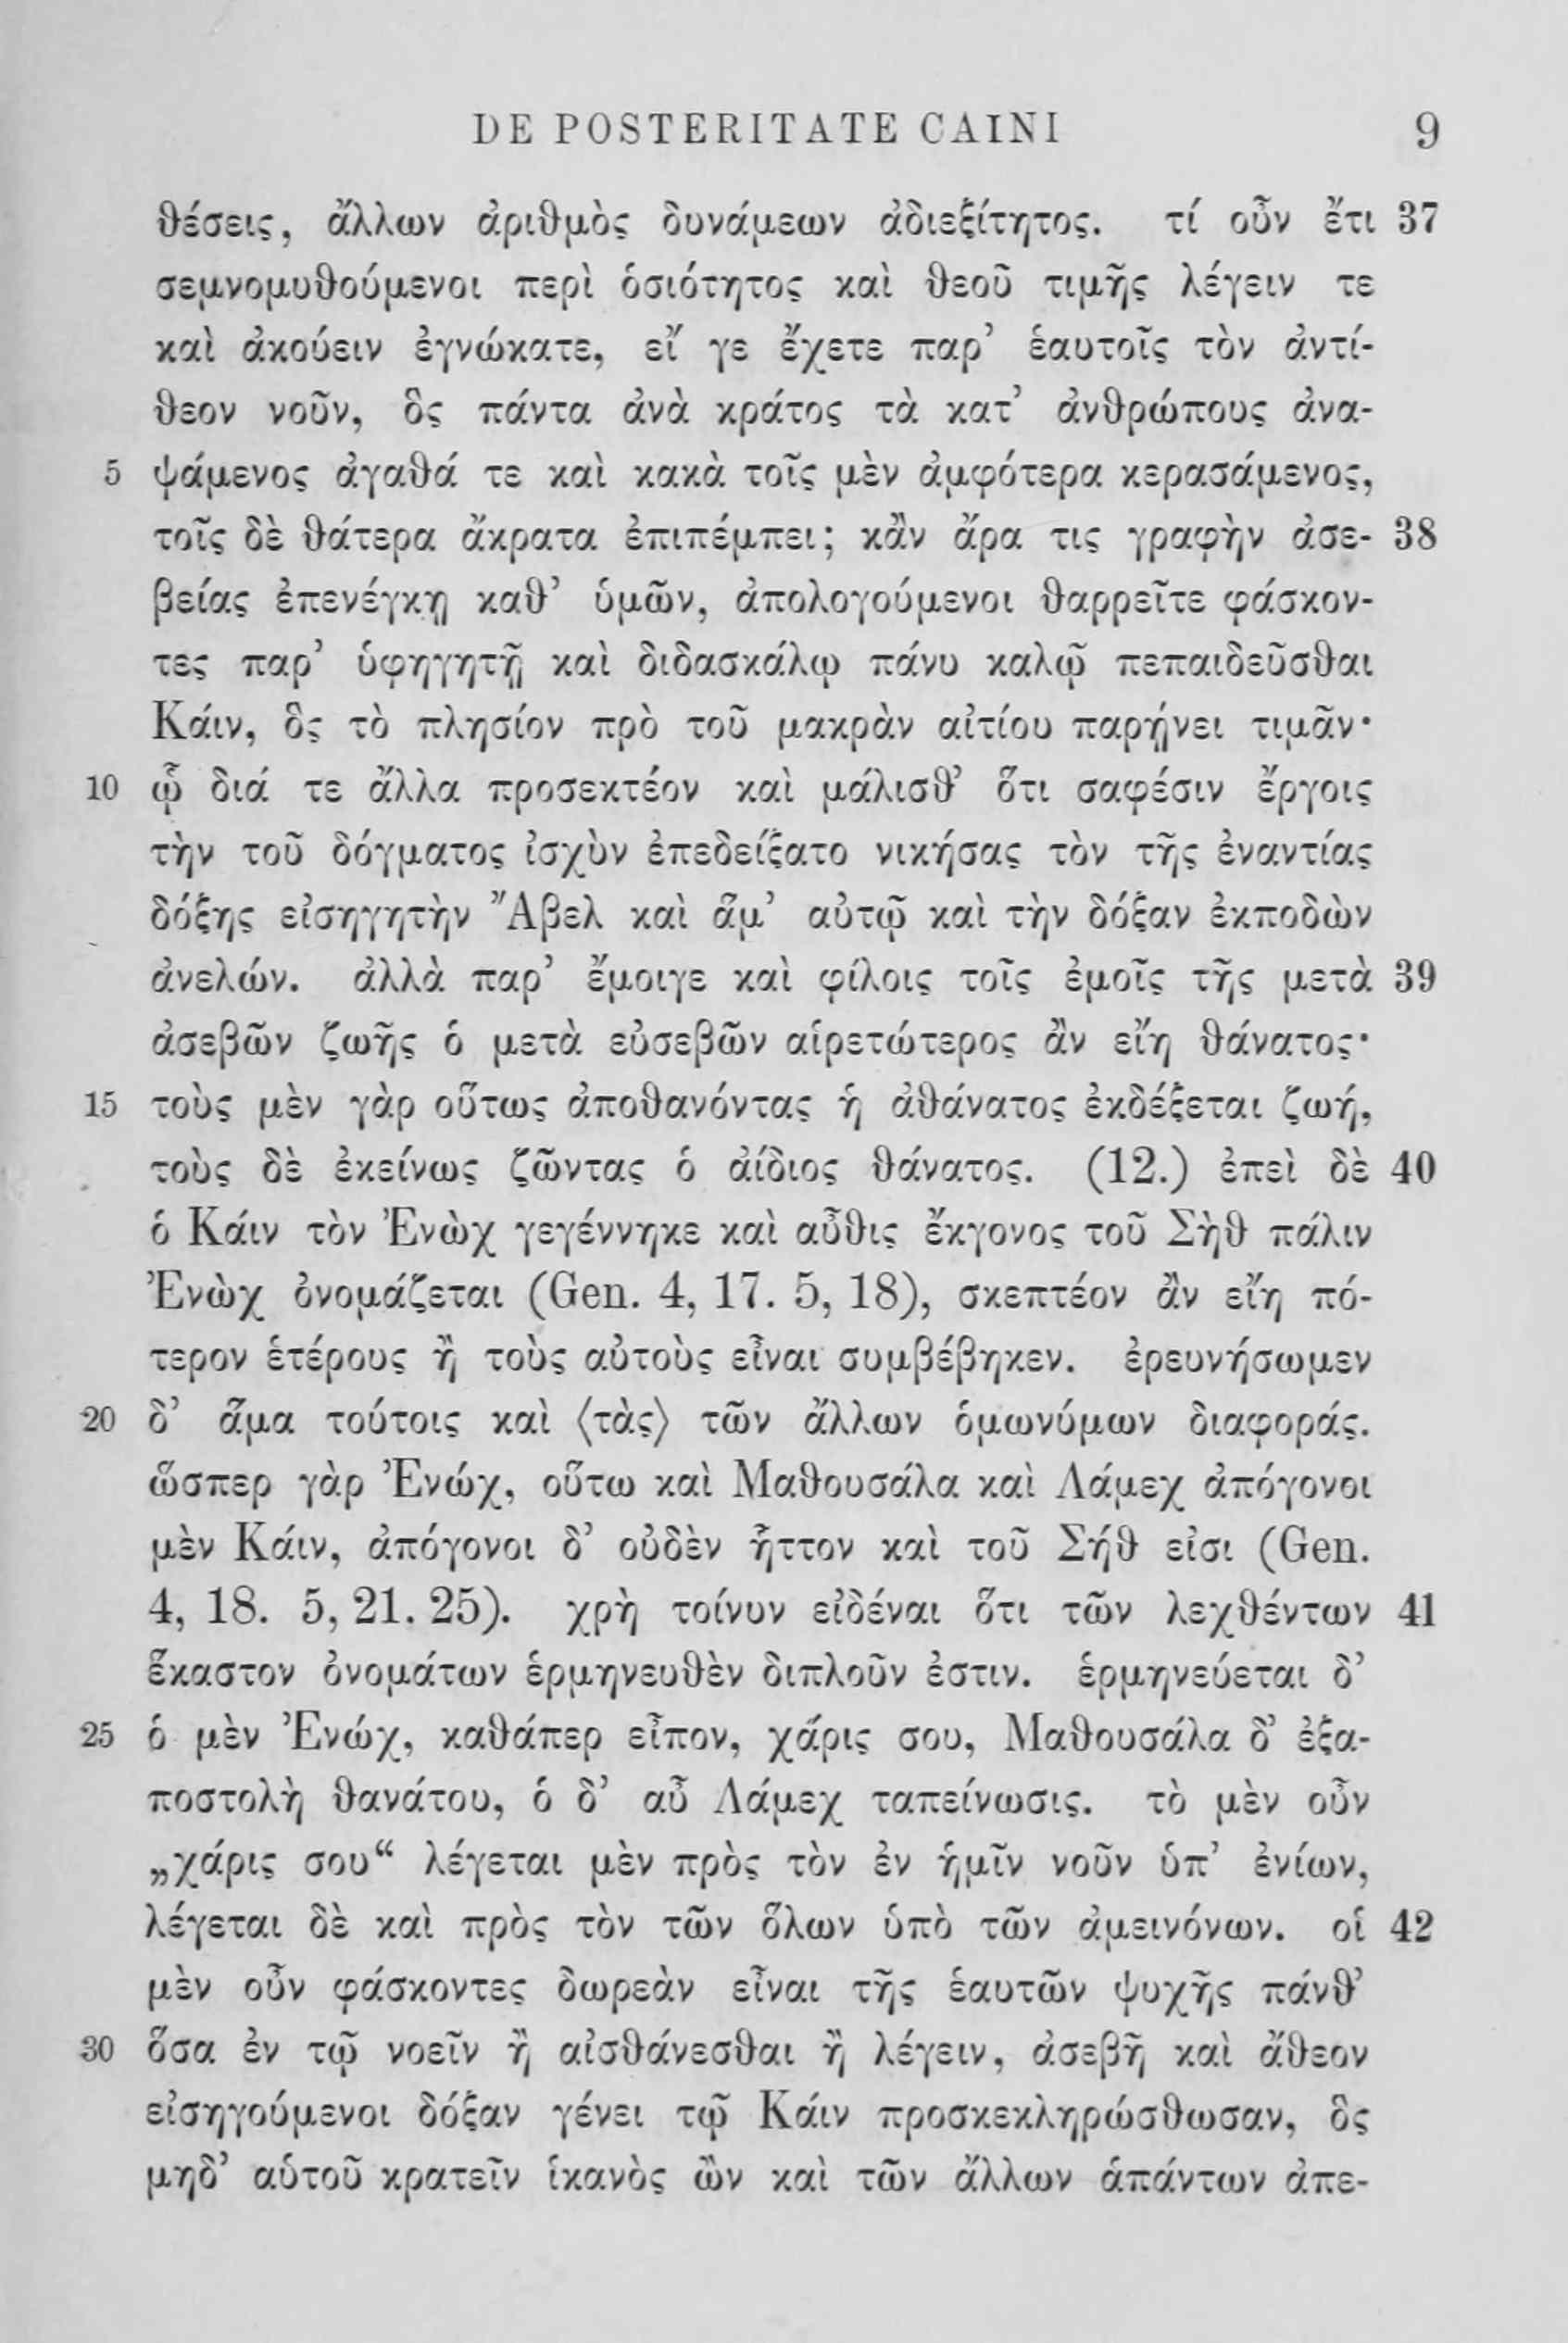 DE POSTERITATE CAINI 9
θέσεις, ἄλλων ἀριθμὸς δυνάμεων ἀδιεξίτητος. τί οὖν ἔτι 37
σεμνομυθούμενοι περὶ ὁσιότητος καὶ θεοῦ τιμῆς λέγειν τε
καὶ ἀκούειν ἐγνώκατε, εἴ γε ἔχετε παρ’ ἑαυτοῖς τὸν ἀντί-
θεον νοῦν, ὃς πάντα ἀνὰ κράτος τὰ κατ’ ἀνθρώπους ἀνα-
5 ψάμενος ἀγαθά τε καὶ κακὰ τοῖς μὲν ἀμφότερα κερασάμενος,
τοῖς δὲ θάτερα ἄκρατα ἐπιπέμπει; κἂν ἄρα τις γραφὴν ἀσε- 38
βείας ἐπενέγκῃ καθ’ ὑμῶν, ἀπολογούμενοι θαρρεῖτε φάσκον-
τες παρ’ ὑφηγητῇ καὶ διδασκάλῳ πάνυ καλῷ πεπαιδεῦσθαι
Κάιν, ὃς τὸ πλησίον πρὸ τοῦ μακρὰν αἰτίου παρῄνει τιμᾶν·
10 ᾧ διά τε ἄλλα προσεκτέον καὶ μάλισθ’ ὅτι σαφέσιν ἔργοις
τὴν τοῦ δόγματος ἰσχὺν ἐπεδείξατο νικήσας τὸν τῆς ἐναντίας
δόξης εἰσηγητὴν Ἄβελ καὶ ἅμ’ αὐτῷ καὶ τὴν δόξαν ἐκποδὼν
ἀνελών. ἀλλὰ παρ’ ἔμοιγε καὶ φίλοις τοῖς ἐμοῖς τῆς μετὰ 39
ἀσεβῶν ζωῆς ὁ μετὰ εὐσεβῶν αἱρετώτερος ἂν εἴη θάνατος·
15 τοὺς μὲν γὰρ οὕτως ἀποθανόντας ἡ ἀθάνατος ἐκδέξεται ζωή,
τοὺς δὲ ἐκείνως ζῶντας ὁ ἀίδιος θάνατος. (12.) ἐπεὶ δὲ 40
ὁ Κάιν τὸν Ἐνὼχ γεγέννηκε καὶ αὖθις ἔκγονος τοῦ Σὴθ πάλιν
Ἐνὼχ ὀνομάζεται (Gen. 4, 17. 5, 18), σκεπτέον ἂν εἴη πό-
τερον ἑτέρους ἢ τοὺς αὐτοὺς εἶναι συμβέβηκεν. ἐρευνήσωμεν
20 δ’ ἅμα τούτοις καὶ ⟨τὰς⟩ τῶν ἄλλων ὁμωνύμων διαφοράς.
ὥσπερ γὰρ Ἐνώχ, οὕτω καὶ Μαθουσάλα καὶ Λάμεχ ἀπόγονοι
μὲν Κάιν, ἀπόγονοι δ’ οὐδὲν ἧττον καὶ τοῦ Σήθ εἰσι (Gen.
4, 18. 5, 21. 25). χρὴ τοίνυν εἰδέναι ὅτι τῶν λεχθέντων 41
ἕκαστον ὀνομάτων ἑρμηνευθὲν διπλοῦν ἐστιν. ἑρμηνεύεται δ’
25 ὁ μὲν Ἐνώχ, καθάπερ εἶπον, χάρις σου, Μαθουσάλα δ’ ἐξα-
ποστολὴ θανάτου, ὁ δ’ αὖ Λάμεχ ταπείνωσις. τὸ μὲν οὖν
„χάρις σου“ λέγεται μὲν πρὸς τὸν ἐν ἡμῖν νοῦν ὑπ’ ἐνίων,
λέγεται δὲ καὶ πρὸς τὸν τῶν ὅλων ὑπὸ τῶν ἀμεινόνων. οἱ 42
μὲν οὖν φάσκοντες δωρεὰν εἶναι τῆς ἑαυτῶν ψυχῆς πάνθ’
30 ὅσα ἐν τῷ νοεῖν ἢ αἰσθάνεσθαι ἢ λέγειν, ἀσεβῆ καὶ ἄθεον
εἰσηγούμενοι δόξαν γένει τῷ Κάιν προσκεκληρώσθωσαν, ὃς
μηδ’ αὑτοῦ κρατεῖν ἱκανὸς ὢν καὶ τῶν ἄλλων ἁπάντων ἀπε-